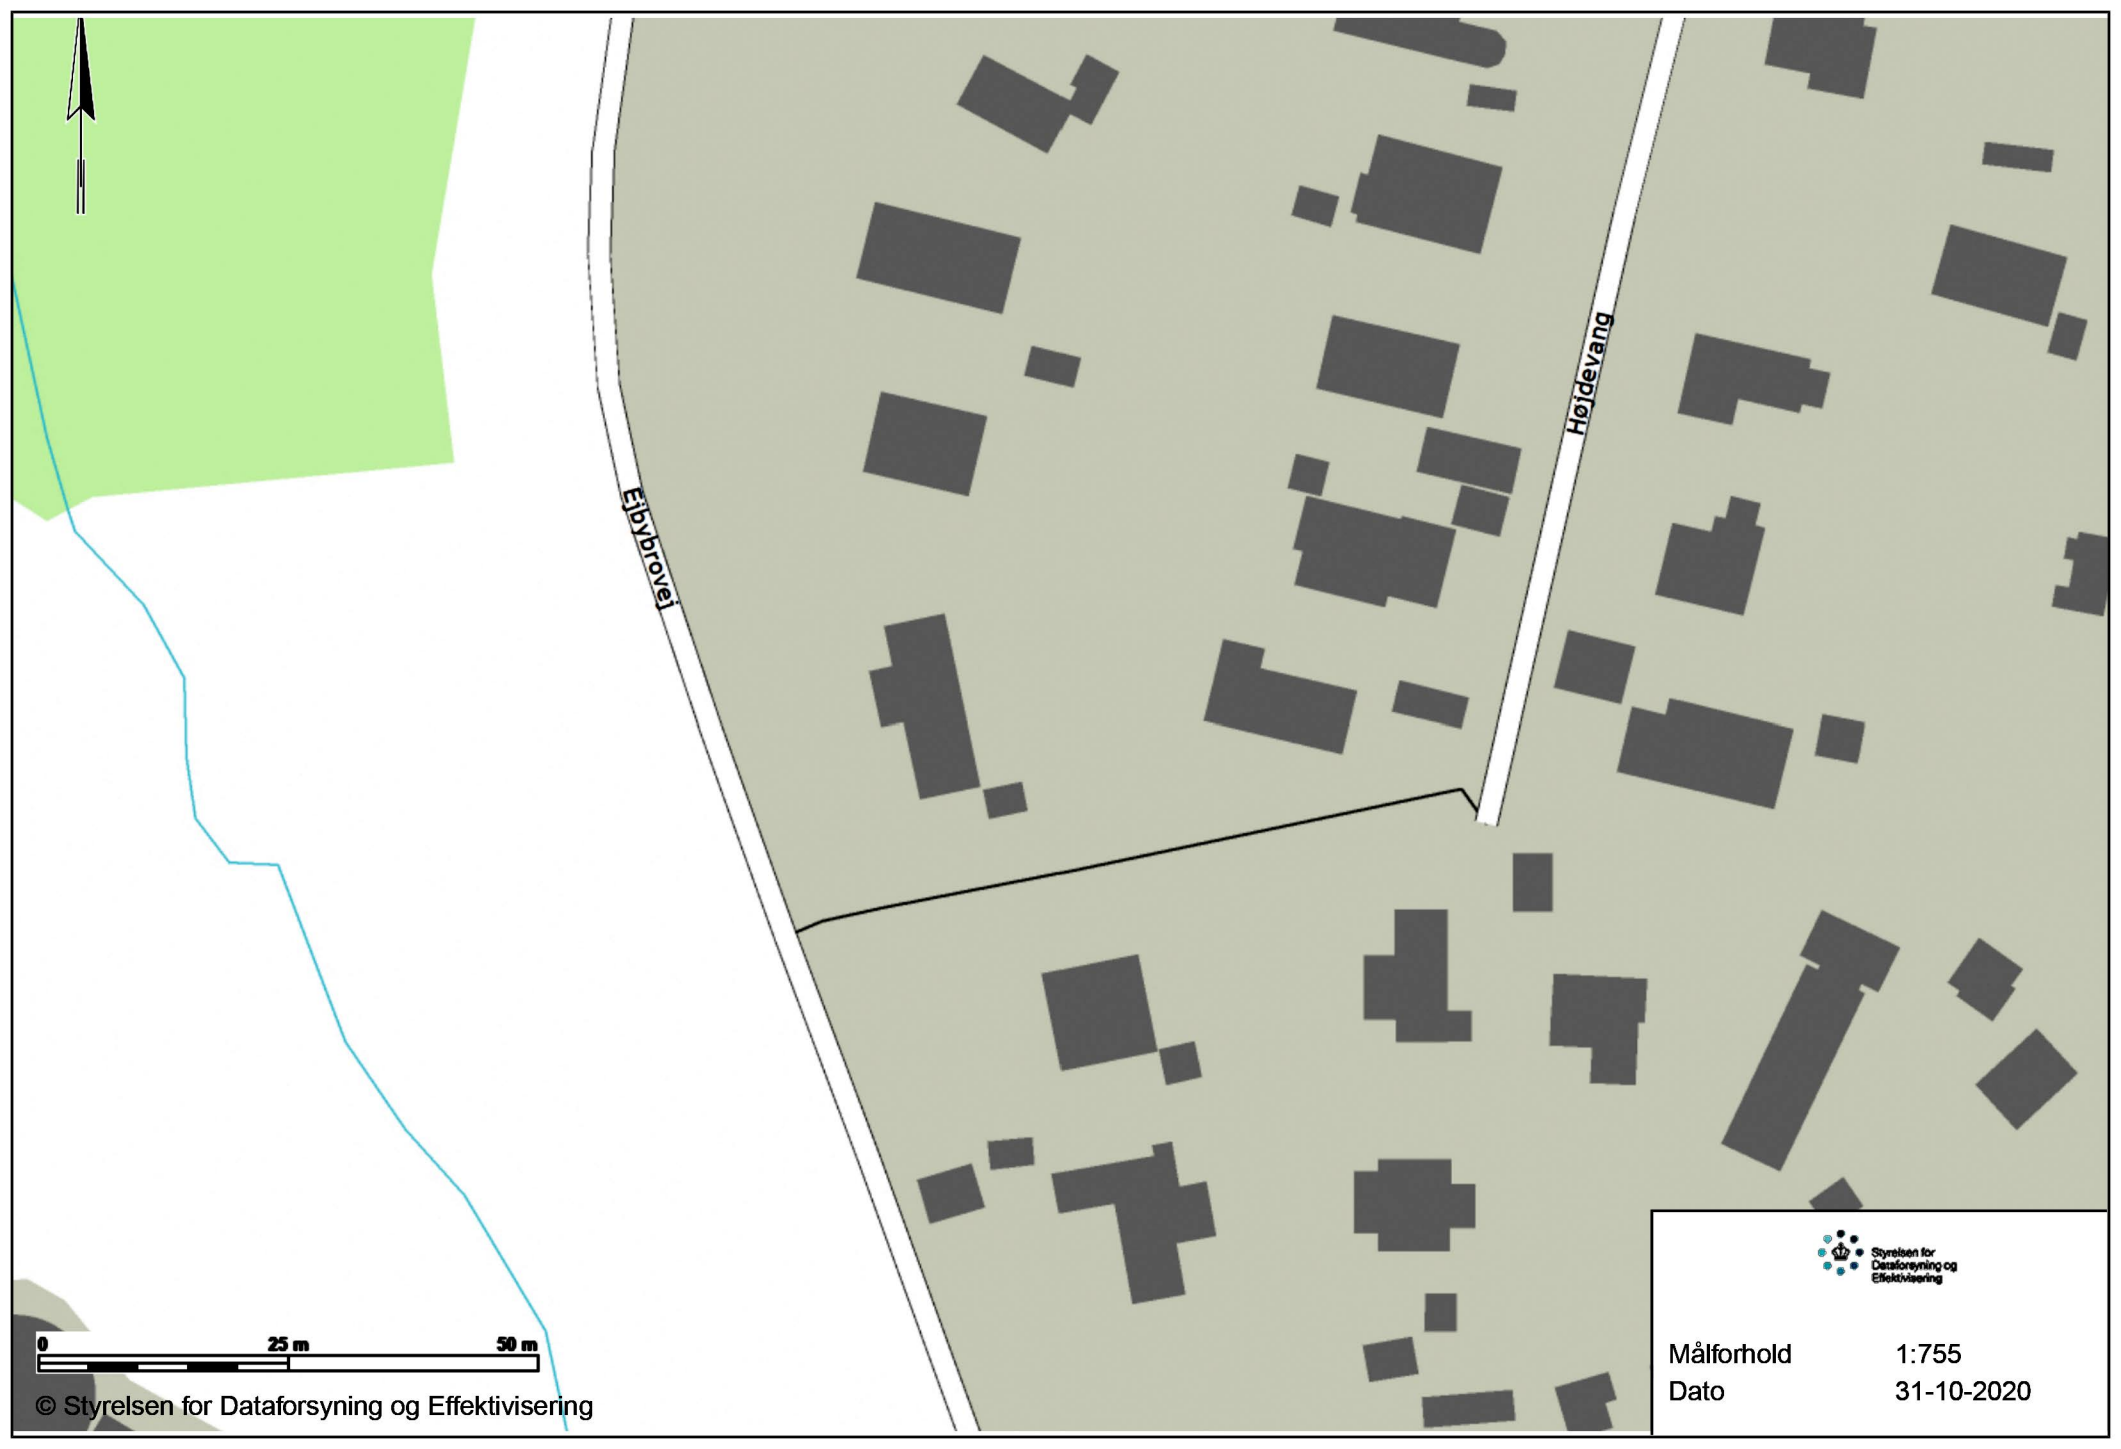 Højdevang
Ejbybrovej
Styrelsen for
Dataforsyning og
Effektivisering
0 25 m 50 m
Målforhold 1:755
Dato 31-10-2020
© Styrelsen for Dataforsyning og Effektivisering